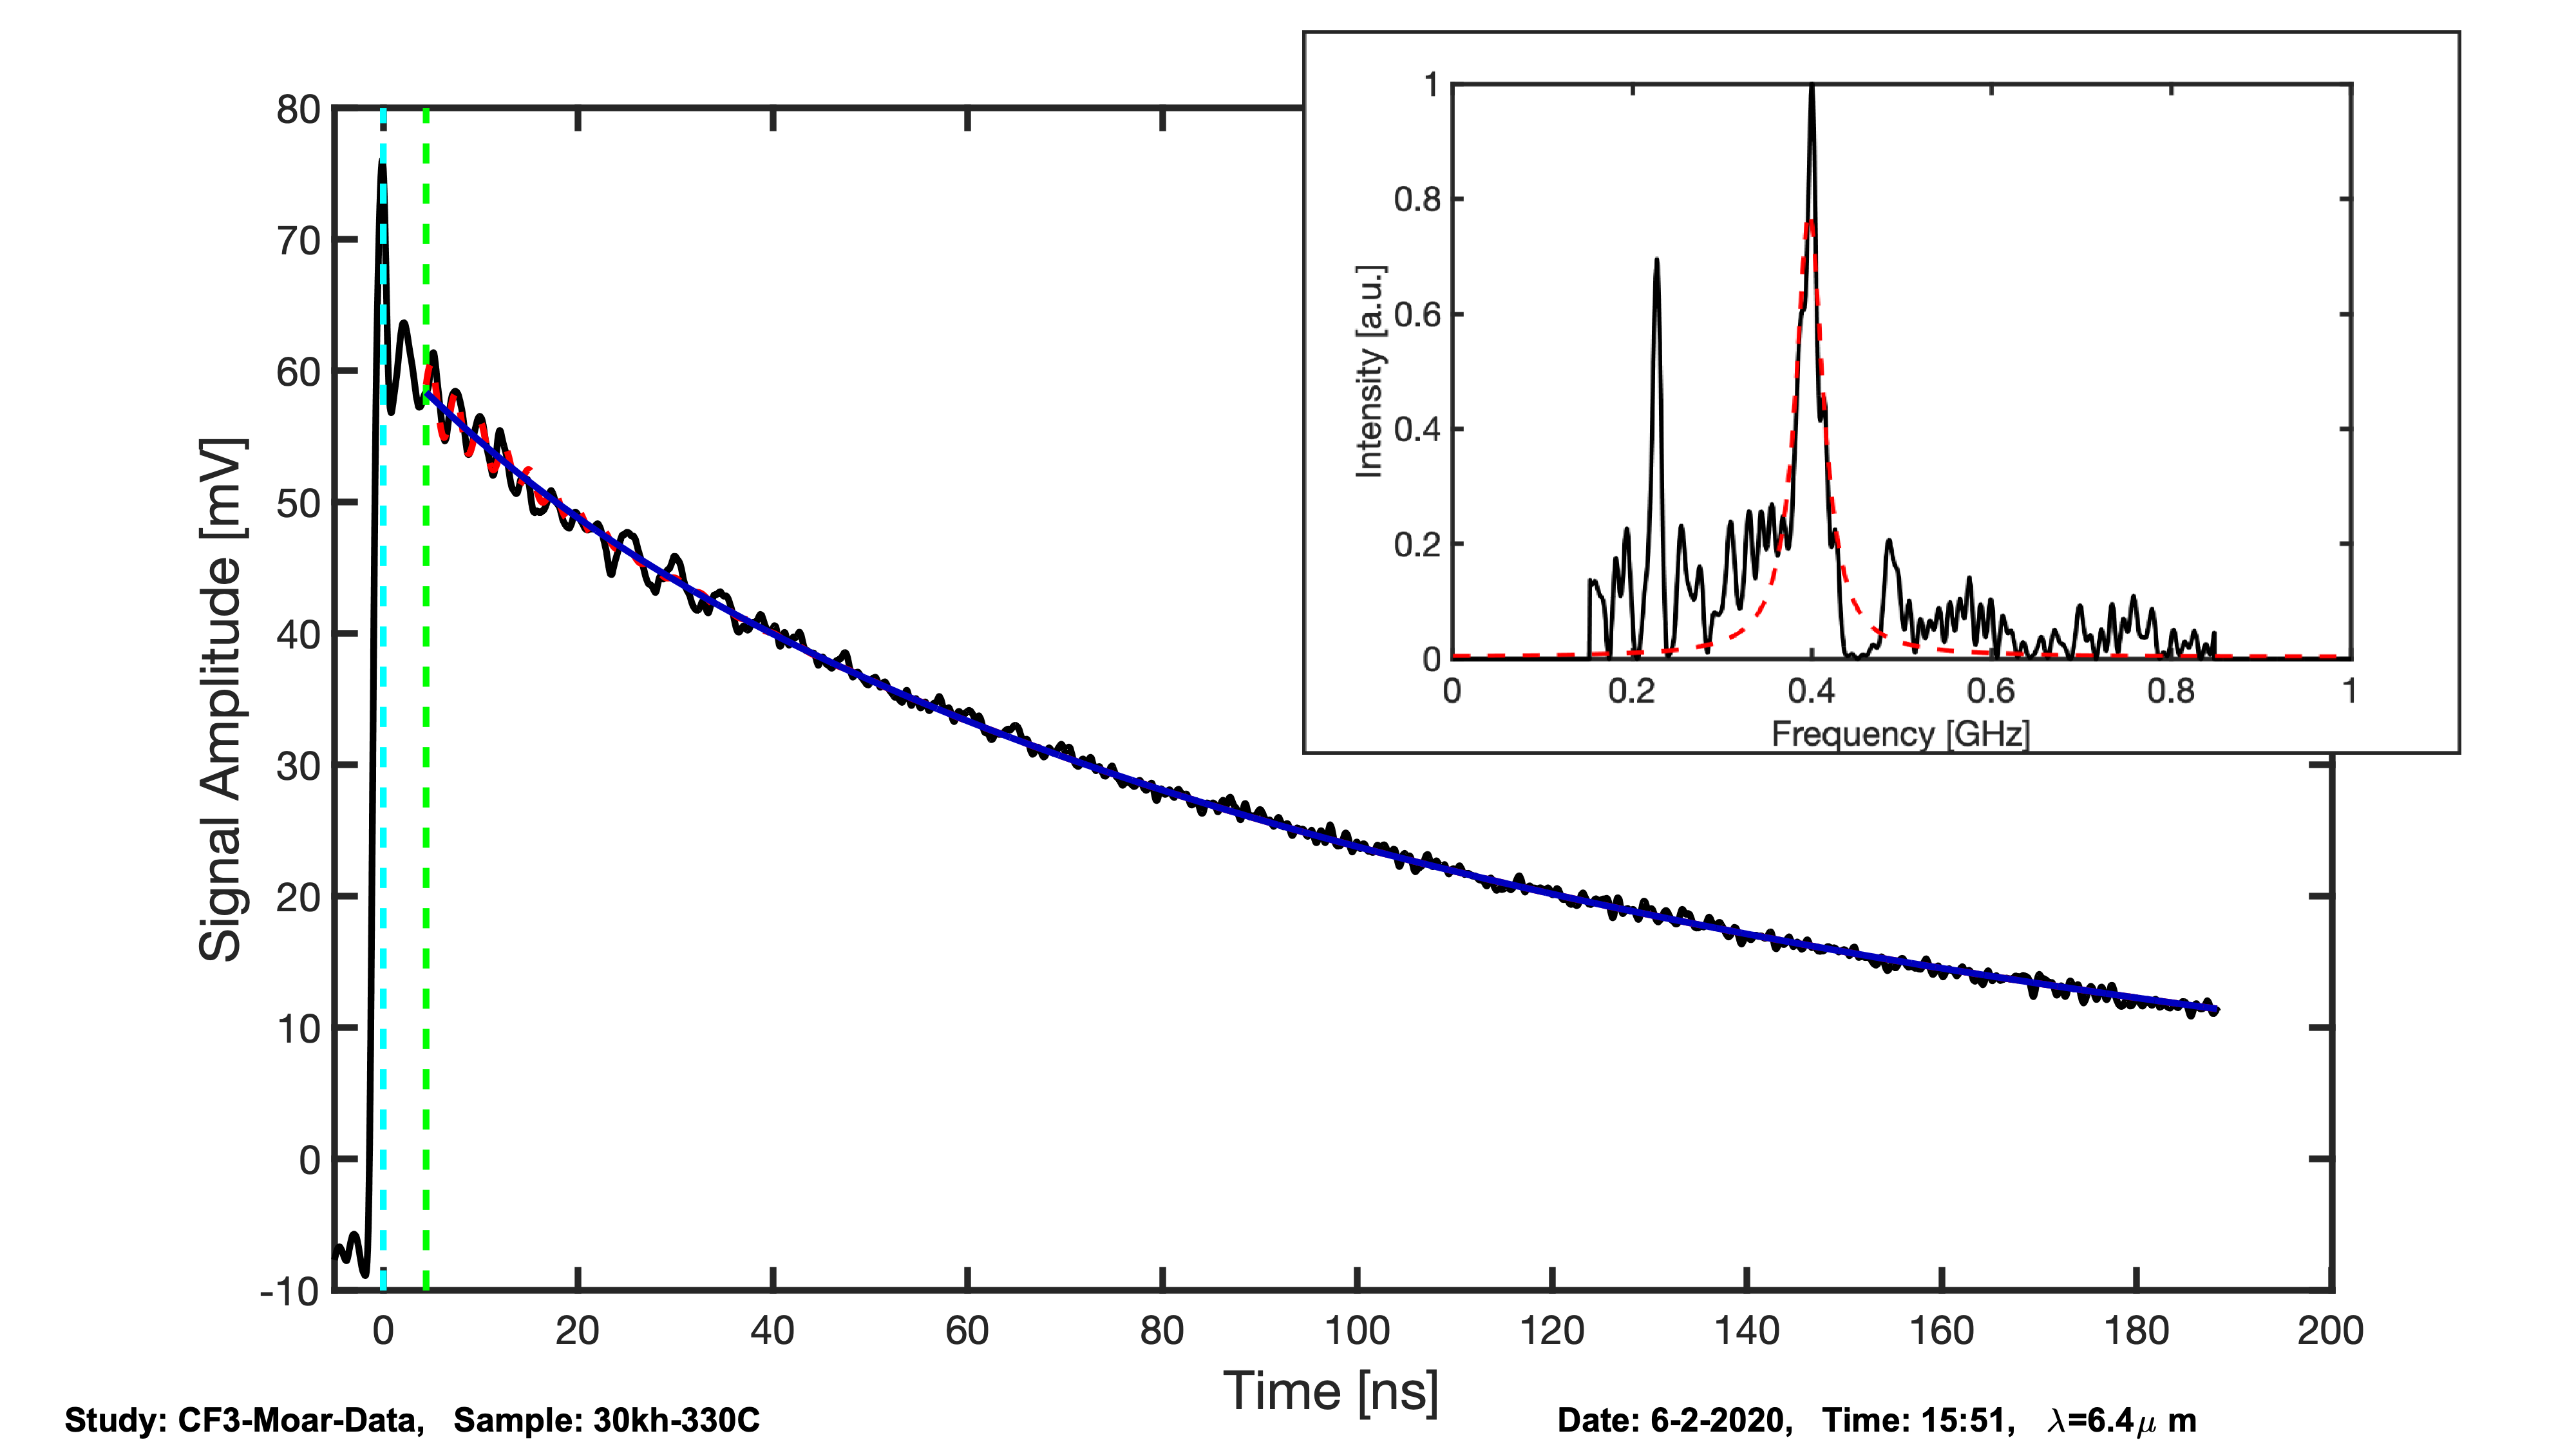 80
70
60
50
40
30
20
10
0
-10
Signal Amplitude [mV]
0 20 40 60 80 100 120 140 160 180 200
Time [ns]
1
0.8
0.6
0.4
0.2
0
Intensity [a.u.]
0 0.2 0.4 0.6 0.8 1
Frequency [GHz]
Study: CF3-Moar-Data, Sample: 30kh-330C
Date: 6-2-2020, Time: 15:51, λ=6.4μ m